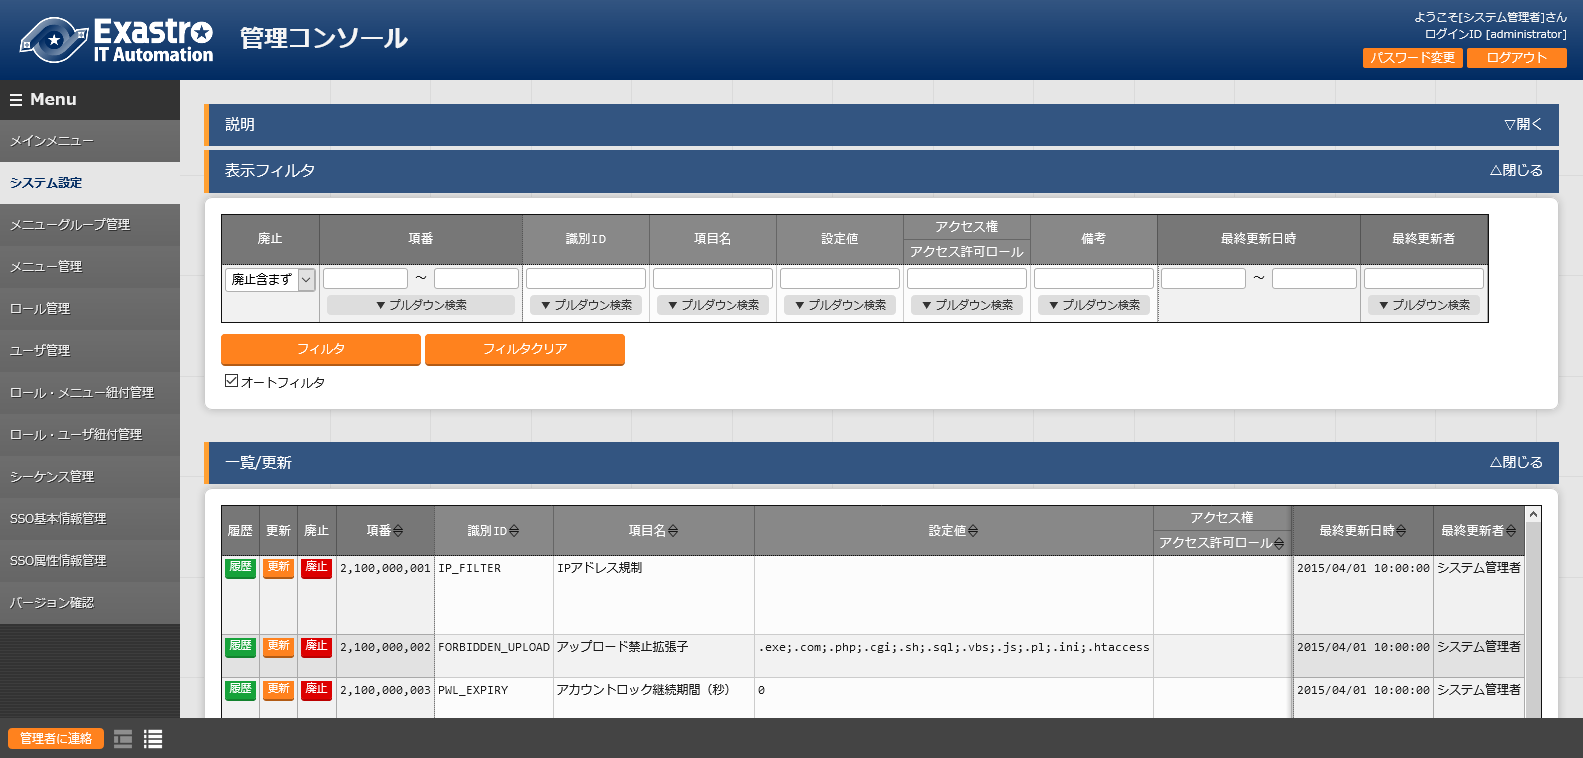 Exastro
IT Automation
管理コンソール
ようこそ[システム管理者]さん
ログインID [administrator]
パスワード変更 ログアウト
Menu
メインメニュー
システム設定
メニューグループ管理
メニュー管理
ロール管理
ユーザ管理
ロール・メニュー紐付管理
ロール・ユーザ紐付管理
シーケンス管理
SSO基本情報管理
SSO属性情報管理
バージョン確認
説明 ▽開く
表示フィルタ △閉じる
廃止 項番 識別ID 項目名 設定値 アクセス権 備考 最終更新日時 最終更新者
アクセス許可ロール
廃止含まず ～ ～
▼ プルダウン検索 ▼ プルダウン検索 ▼ プルダウン検索 ▼ プルダウン検索 ▼ プルダウン検索 ▼ プルダウン検索 ▼ プルダウン検索
フィルタ フィルタクリア
オートフィルタ
一覧/更新 △閉じる
履歴 更新 廃止 項番 識別ID 項目名 設定値 アクセス権 最終更新日時 最終更新者
アクセス許可ロール
履歴 更新 廃止 2,100,000,001 IP_FILTER IPアドレス規制 2015/04/01 10:00:00 システム管理者
履歴 更新 廃止 2,100,000,002 FORBIDDEN_UPLOAD アップロード禁止拡張子 .exe;.com;.php;.cgi;.sh;.sql;.vbs;.js;.pl;.ini;.htaccess 2015/04/01 10:00:00 システム管理者
履歴 更新 廃止 2,100,000,003 PWL_EXPIRY アカウントロック継続期間（秒） 0 2015/04/01 10:00:00 システム管理者
管理者に連絡